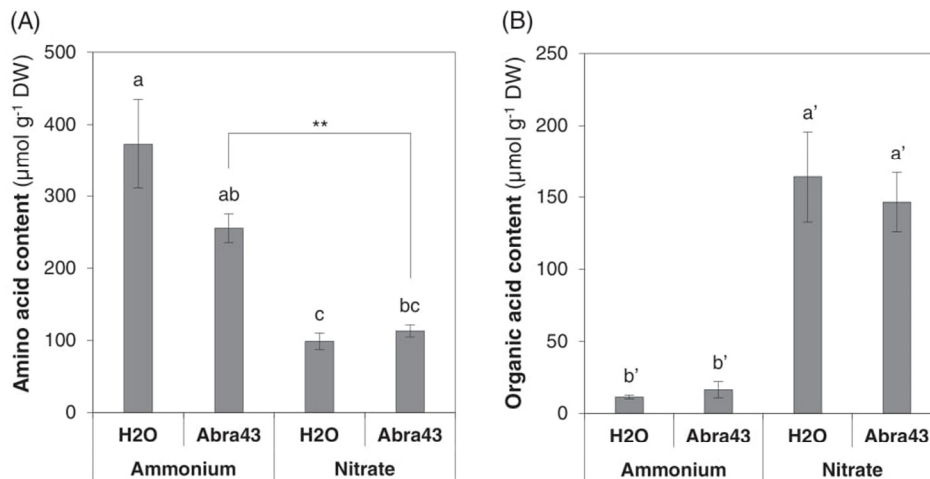 (A)
Amino acid content (µmol g⁻¹ DW)
500
400
300
200
100
0
a
ab
**
c
bc
H2O Abra43 H2O Abra43
Ammonium Nitrate
(B)
Organic acid content (µmol g⁻¹ DW)
250
200
150
100
50
0
b’
b’
a’
a’
H2O Abra43 H2O Abra43
Ammonium Nitrate